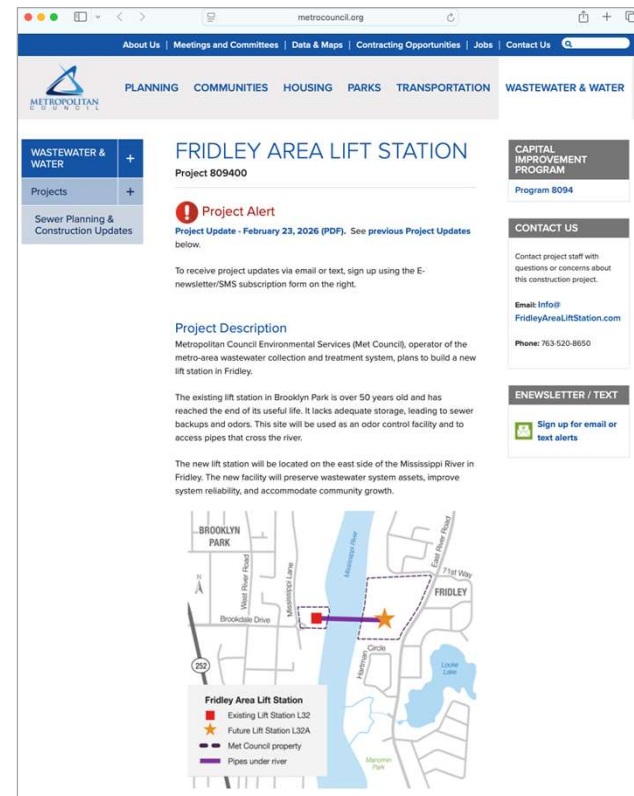 metrocouncil.org
About Us | Meetings and Committees | Data & Maps | Contracting Opportunities | Jobs | Contact Us
METROPOLITAN
COUNCIL
PLANNING COMMUNITIES HOUSING PARKS TRANSPORTATION WASTEWATER & WATER
WASTEWATER &
WATER
+
Projects
+
Sewer Planning &
Construction Updates
FRIDLEY AREA LIFT STATION
Project 809400
Project Alert
Project Update - February 23, 2026 (PDF). See previous Project Updates
below.
To receive project updates via email or text, sign up using the E-
newsletter/SMS subscription form on the right.
Project Description
Metropolitan Council Environmental Services (Met Council), operator of the
metro-area wastewater collection and treatment system, plans to build a new
lift station in Fridley.
The existing lift station in Brooklyn Park is over 50 years old and has
reached the end of its useful life. It lacks adequate storage, leading to sewer
backups and odors. This site will be used as an odor control facility and to
access pipes that cross the river.
The new lift station will be located on the east side of the Mississippi River in
Fridley. The new facility will preserve wastewater system assets, improve
system reliability, and accommodate community growth.
BROOKLYN
PARK
N
West River Road
Mississippi Lane
Mississippi River
East River Road
71st Way
FRIDLEY
Brookdale Drive
Hartman
Circle
Locke
Lake
252
Manomin
Park
Fridley Area Lift Station
Existing Lift Station L32
Future Lift Station L32A
Met Council property
Pipes under river
CAPITAL
IMPROVEMENT
PROGRAM
Program 8094
CONTACT US
Contact project staff with
questions or concerns about
this construction project.
Email: Info@
FridleyAreaLiftStation.com
Phone: 763-520-8650
ENEWSLETTER / TEXT
Sign up for email or
text alerts